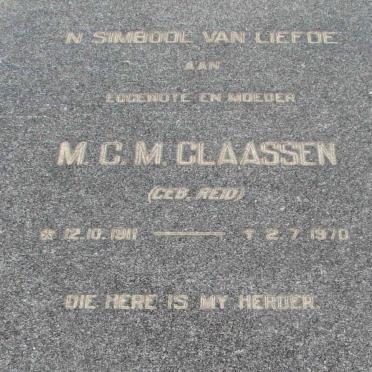 'N SIMBOOL VAN LIEFDE
AAN
EGGENOTE EN MOEDER
M. C. M. CLAASSEN
(GEB. REID)
* 12.10.1911 — † 2.7.1970
DIE HERE IS MY HERDER.